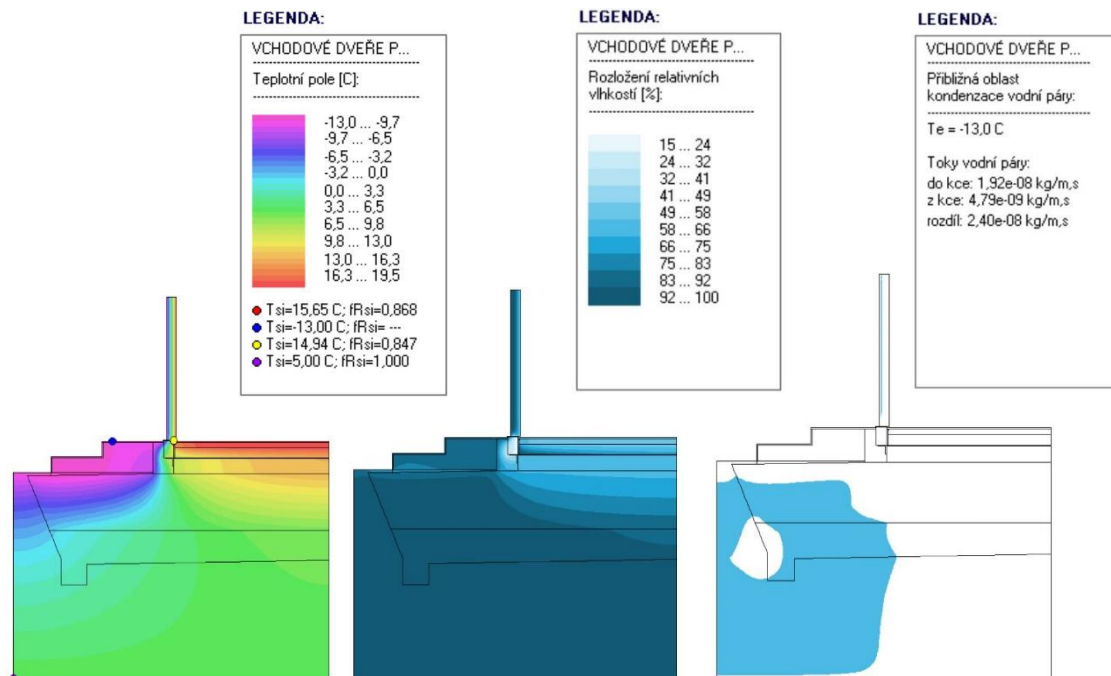 LEGENDA:
VCHODOVÉ DVEŘE P...
Teplotní pole [C]:
-13,0 ... -9,7
-9,7 ... -6,5
-6,5 ... -3,2
-3,2 ... 0,0
0,0 ... 3,3
3,3 ... 6,5
6,5 ... 9,8
9,8 ... 13,0
13,0 ... 16,3
16,3 ... 19,5
Tsi=15,65 C; fRsi=0,868
Tsi=-13,00 C; fRsi= ---
Tsi=14,94 C; fRsi=0,847
Tsi=5,00 C; fRsi=1,000
LEGENDA:
VCHODOVÉ DVEŘE P...
Rozložení relativních
vlhkostí [%]:
15 ... 24
24 ... 32
32 ... 41
41 ... 49
49 ... 58
58 ... 66
66 ... 75
75 ... 83
83 ... 92
92 ... 100
LEGENDA:
VCHODOVÉ DVEŘE P...
Přibližná oblast
kondenzace vodní páry:
Te = -13,0 C
Toky vodní páry:
do kce: 1,92e-08 kg/m,s
z kce: 4,79e-09 kg/m,s
rozdíl: 2,40e-08 kg/m,s